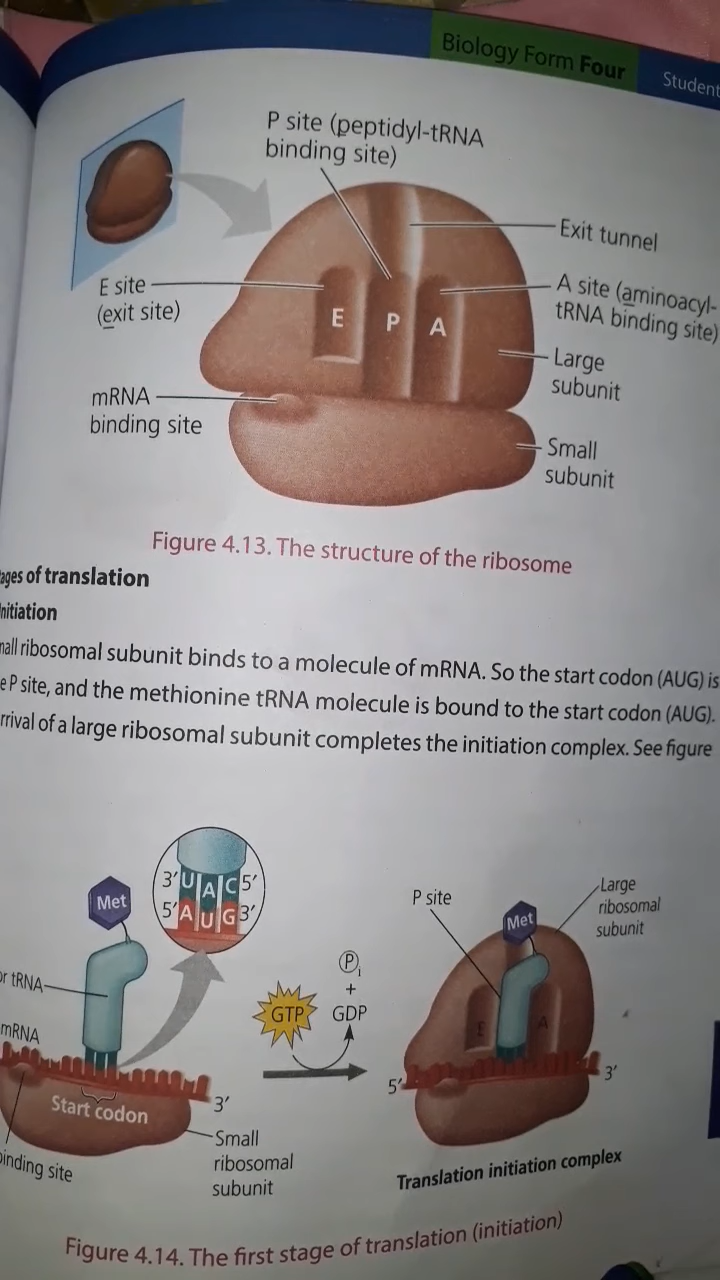 Biology Form Four
Student
P site (peptidyl-tRNA
binding site)
Exit tunnel
E site
(exit site)
A site (aminoacyl-
tRNA binding site)
E P A
Large
subunit
mRNA
binding site
Small
subunit
Figure 4.13. The structure of the ribosome
ages of translation
nitiation
mall ribosomal subunit binds to a molecule of mRNA. So the start codon (AUG) is
e P site, and the methionine tRNA molecule is bound to the start codon (AUG).
rrival of a large ribosomal subunit completes the initiation complex. See figure
3′ U A C 5′
5′ A U G 3′
Met
P site
Large
ribosomal
subunit
Met
or tRNA
Pi
+
GTP GDP
E A
mRNA
Start codon
3′
5′
3′
Small
ribosomal
subunit
binding site
Translation initiation complex
Figure 4.14. The first stage of translation (initiation)